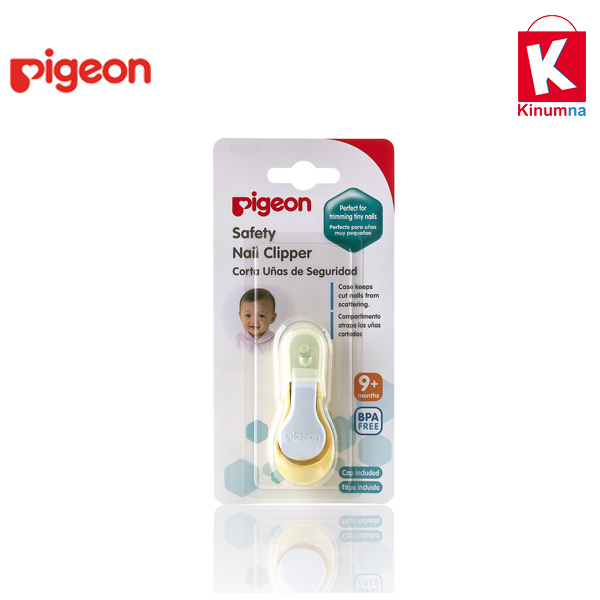 pigeon
K
Kinumna
pigeon
Perfect for
trimming tiny nails
Perfecto para uñas
muy pequeñas
Safety
Nail Clipper
Corta Uñas de Seguridad
Case keeps
cut nails from
scattering.
Compartimento
atrapa las uñas
cortadas
9+
months
BPA
FREE
pigeon
Cap included
Tapa incluida